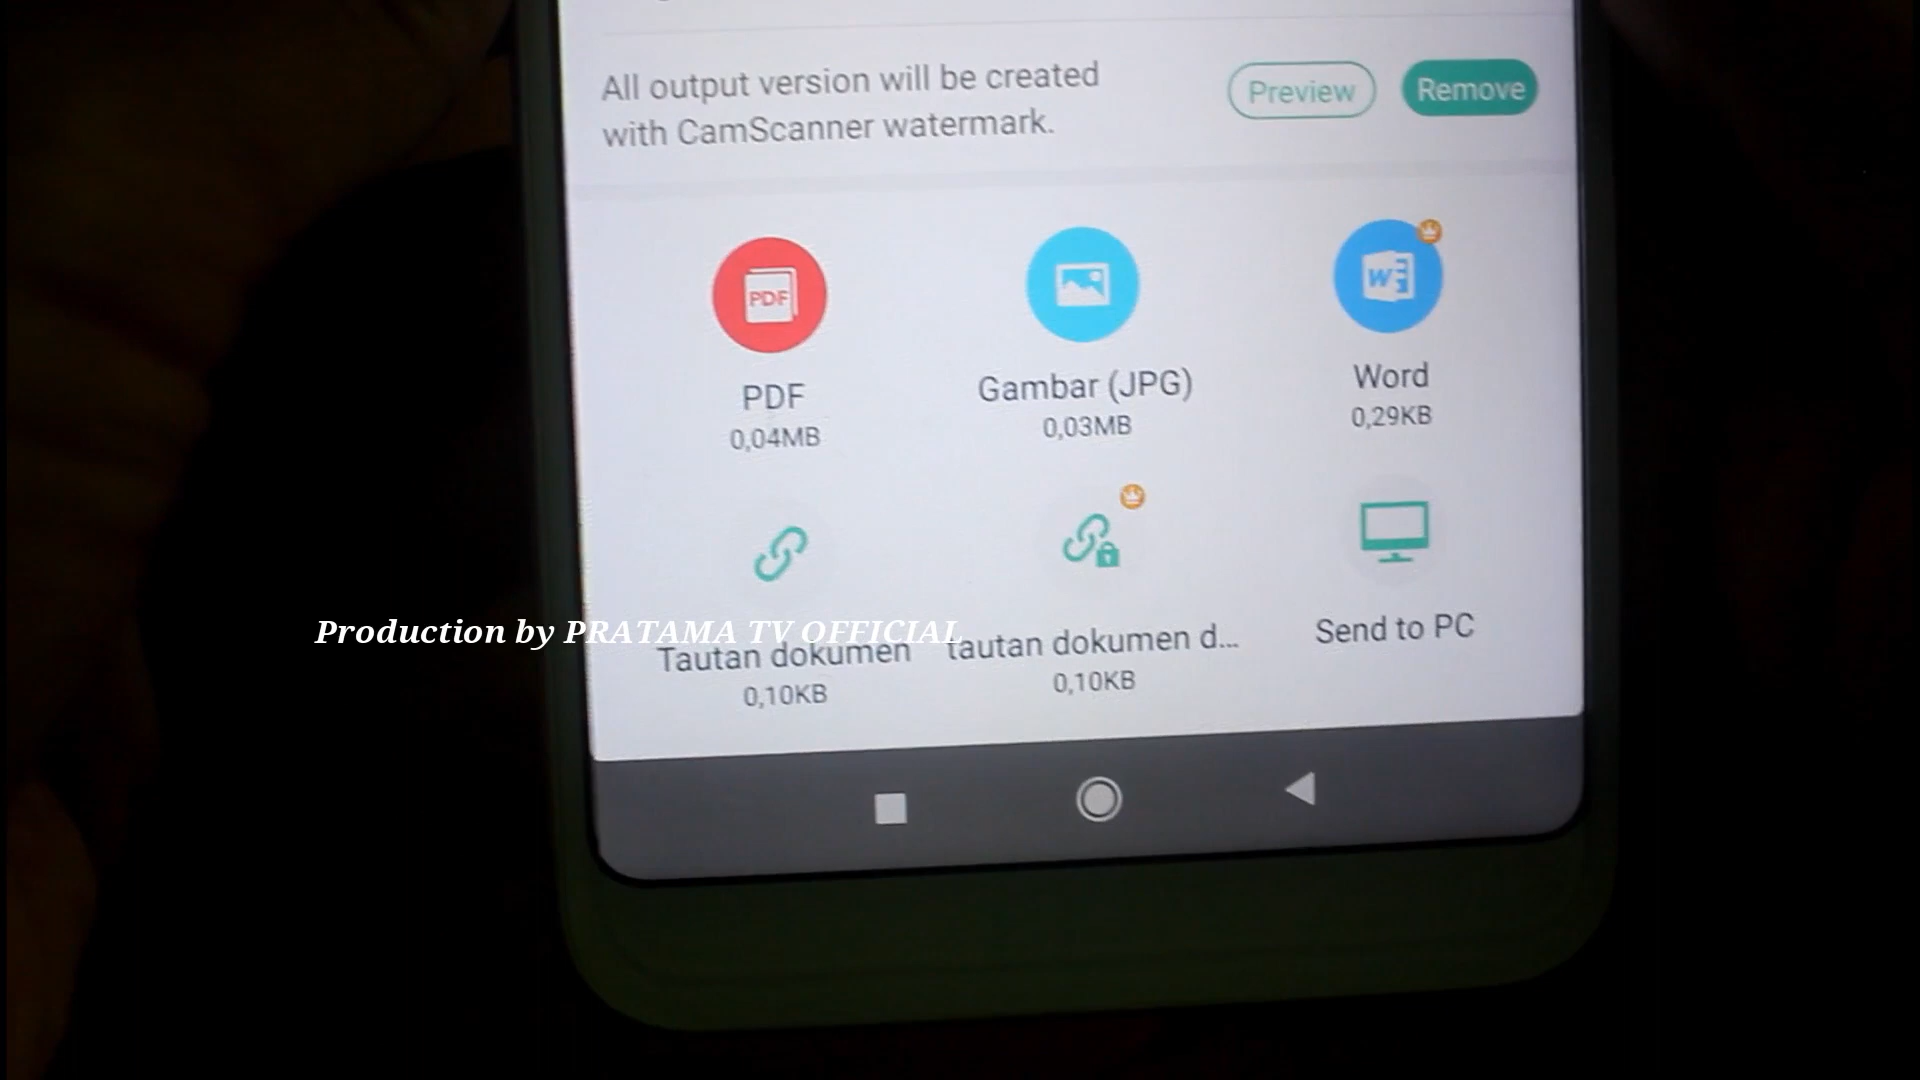 All output version will be created
with CamScanner watermark.
Preview
Remove
PDF
W
PDF
0,04MB
Gambar (JPG)
0,03MB
Word
0,29KB
Production by PRATAMA TV OFFICIAL
Tautan dokumen
0,10KB
tautan dokumen d...
0,10KB
Send to PC